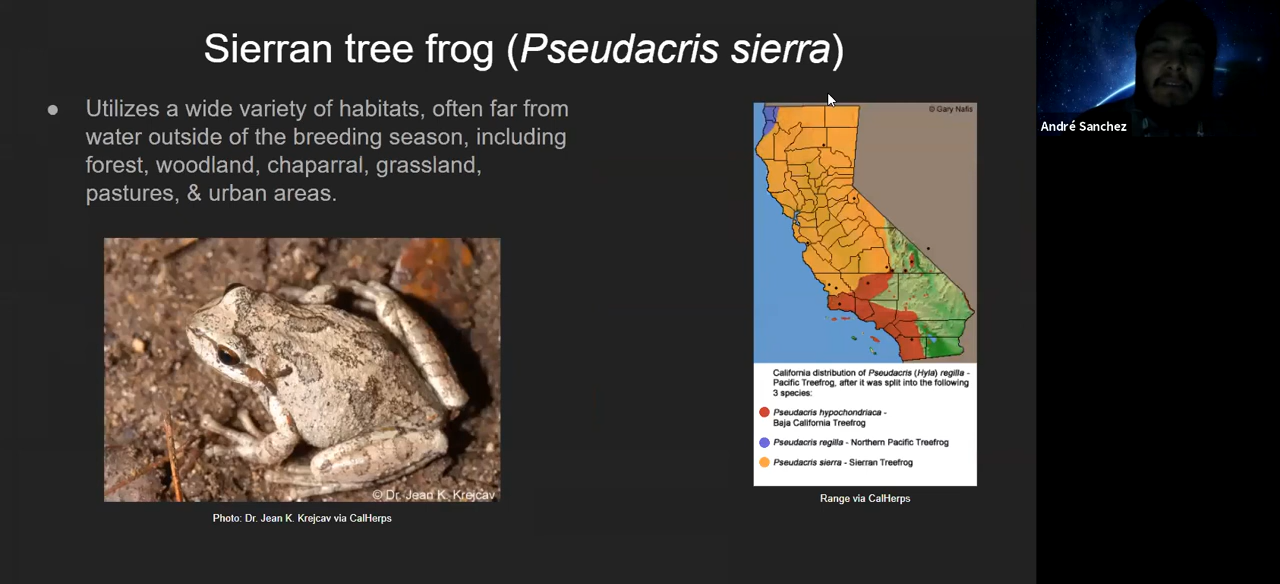 Sierran tree frog (Pseudacris sierra)
● Utilizes a wide variety of habitats, often far from
water outside of the breeding season, including
forest, woodland, chaparral, grassland,
pastures, & urban areas.
© Dr. Jean K. Krejcav
Photo: Dr. Jean K. Krejcav via CalHerps
© Gary Nafis
California distribution of Pseudacris (Hyla) regilla -
Pacific Treefrog, after it was split into the following
3 species:
Pseudacris hypochondriaca -
Baja California Treefrog
Pseudacris regilla - Northern Pacific Treefrog
Pseudacris sierra - Sierran Treefrog
Range via CalHerps
André Sanchez